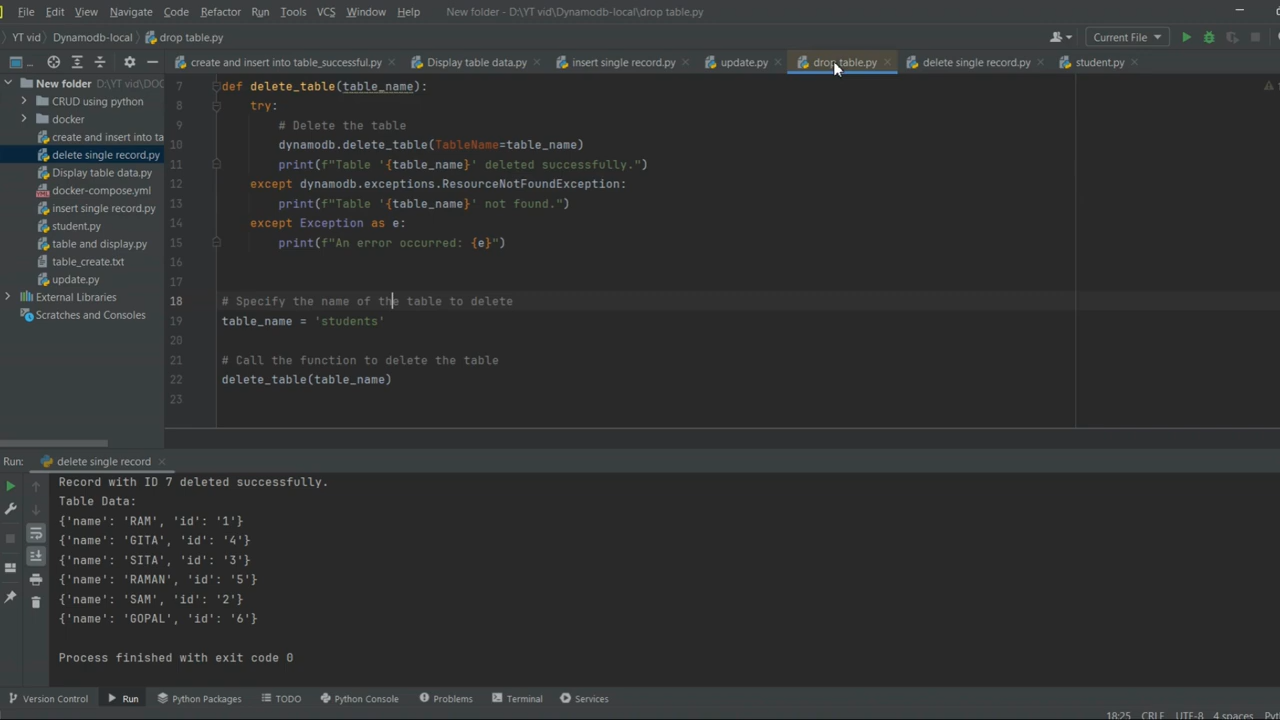 File Edit View Navigate Code Refactor Run Tools VCS Window Help New folder - D:\YT vid\Dynamodb-local\drop table.py
YT vid Dynamodb-local drop table.py Current File
create and insert into table_successful.py Display table data.py insert single record.py update.py drop table.py delete single record.py student.py
New folder D:\YT vid\DOC
CRUD using python
docker
create and insert into ta
delete single record.py
Display table data.py
docker-compose.yml
insert single record.py
student.py
table and display.py
table_create.txt
update.py
External Libraries
Scratches and Consoles
7 def delete_table(table_name):
8 try:
9 # Delete the table
10 dynamodb.delete_table(TableName=table_name)
11 print(f"Table '{table_name}' deleted successfully.")
12 except dynamodb.exceptions.ResourceNotFoundException:
13 print(f"Table '{table_name}' not found.")
14 except Exception as e:
15 print(f"An error occurred: {e}")
16
17
18 # Specify the name of the table to delete
19 table_name = 'students'
20
21 # Call the function to delete the table
22 delete_table(table_name)
23
Run: delete single record
Record with ID 7 deleted successfully.
Table Data:
{'name': 'RAM', 'id': '1'}
{'name': 'GITA', 'id': '4'}
{'name': 'SITA', 'id': '3'}
{'name': 'RAMAN', 'id': '5'}
{'name': 'SAM', 'id': '2'}
{'name': 'GOPAL', 'id': '6'}
Process finished with exit code 0
Version Control Run Python Packages TODO Python Console Problems Terminal Services
18:25 CRLF UTF-8 4 spaces Pyt